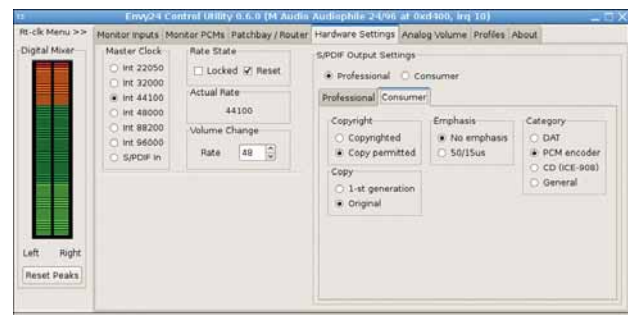 Envy24 Control Utility 0.6.0 (M Audio Audiophile 24/96 at 0xd400, irq 10)
Rt-clk Menu >> Monitor Inputs Monitor PCMs Patchbay / Router Hardware Settings Analog Volume Profiles About
Digital Mixer
Left Right
Reset Peaks
Master Clock
Int 22050
Int 32000
Int 44100
Int 48000
Int 88200
Int 96000
S/PDIF in
Rate State
Locked Reset
Actual Rate
44100
Volume Change
Rate 48
S/PDIF Output Settings
Professional Consumer
Professional Consumer
Copyright
Copyrighted
Copy permitted
Copy
1-st generation
Original
Emphasis
No emphasis
50/15us
Category
DAT
PCM encoder
CD (ICE-908)
General